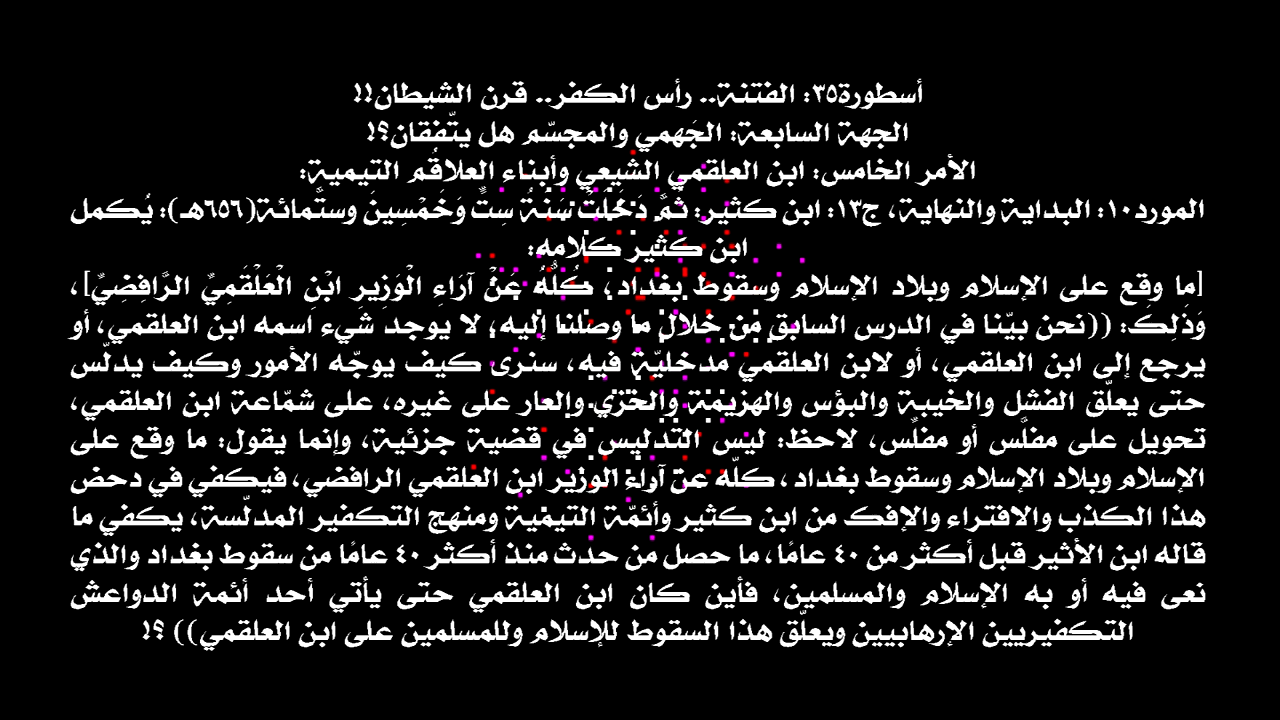 أسطورة٣٥: الفتنة.. رأس الكفر.. قرن الشيطان!!
الجهة السابعة: الجَهمي والمجسّم هل يتّفقان؟!
الأمر الخامس: ابن العلقمي الشيعي وأبناء العلاقُم التيمية:
المورد١٠: البداية والنهاية، ج١٣: ابن كثير: ثُمَّ دَخَلَتْ سَنَةُ سِتٍّ وَخَمْسِينَ وستّمائة(٦٥٦هـ): يُكمل
ابن كثير كلامه:
[ما وقع على الإسلام وبلاد الإسلام وسقوط بغداد، كُلُّهُ عَنْ آرَاءِ الْوَزِيرِ ابْنِ الْعَلْقَمِيِّ الرَّافِضِيِّ]،
وَذَلِكَ: ((نحن بيّنا في الدرس السابق من خلال ما وصلنا إليه؛ لا يوجد شيء اسمه ابن العلقمي، أو
يرجع إلى ابن العلقمي، أو لابن العلقمي مدخليّة فيه، سنرى كيف يوجّه الأمور وكيف يدلّس
حتى يعلّق الفشل والخيبة والبؤس والهزيمة والخزي والعار على غيره، على شمّاعة ابن العلقمي،
تحويل على مفلَّس أو مفلِّس، لاحظ: ليس التدليس في قضية جزئية، وإنما يقول: ما وقع على
الإسلام وبلاد الإسلام وسقوط بغداد، كلّه عن آراء الوزير ابن العلقمي الرافضي، فيكفي في دحض
هذا الكذب والافتراء والإفك من ابن كثير وأئمّة التيمية ومنهج التكفير المدلّسة، يكفي ما
قاله ابن الأثير قبل أكثر من ٤٠ عامًا، ما حصل من حدث منذ أكثر ٤٠ عامًا من سقوط بغداد والذي
نعى فيه أو به الإسلام والمسلمين، فأين كان ابن العلقمي حتى يأتي أحد أئمة الدواعش
التكفيريين الإرهابيين ويعلّق هذا السقوط للإسلام وللمسلمين على ابن العلقمي)) ؟!